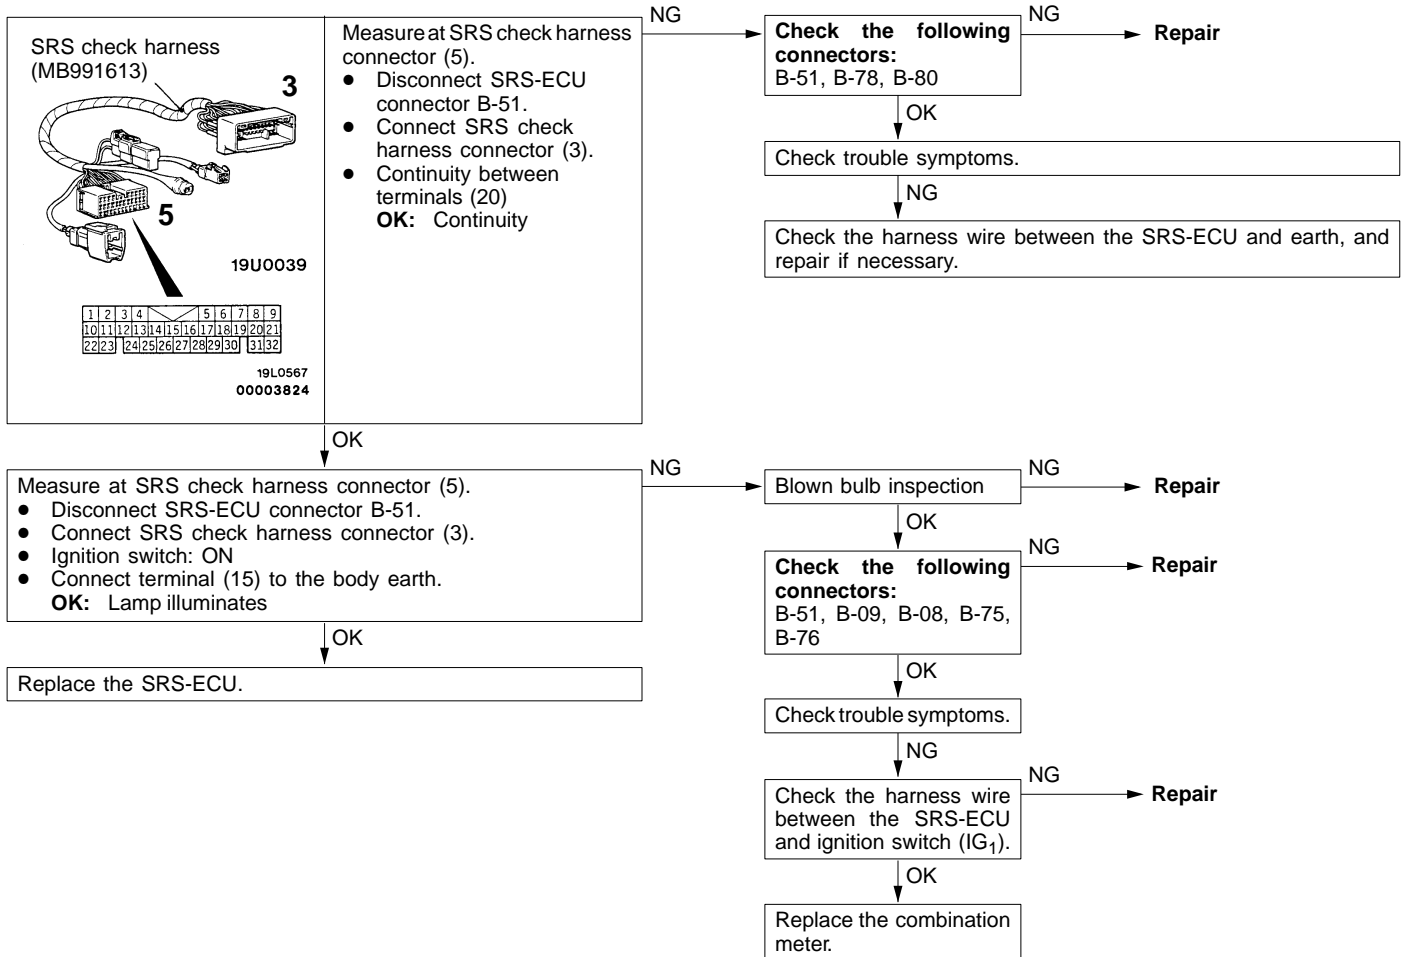 SRS check harness
(MB991613)
3
5
19U0039
1 2 3 4 5 6 7 8 9
10 11 12 13 14 15 16 17 18 19 20 21
22 23 24 25 26 27 28 29 30 31 32
19L0567
00003824
Measure at SRS check harness
connector (5).
● Disconnect SRS-ECU
connector B-51.
● Connect SRS check
harness connector (3).
● Continuity between
terminals (20)
OK: Continuity
NG
Check the following
connectors:
B-51, B-78, B-80
NG
Repair
OK
Check trouble symptoms.
NG
Check the harness wire between the SRS-ECU and earth, and
repair if necessary.
OK
Measure at SRS check harness connector (5).
● Disconnect SRS-ECU connector B-51.
● Connect SRS check harness connector (3).
● Ignition switch: ON
● Connect terminal (15) to the body earth.
OK: Lamp illuminates
NG
Blown bulb inspection
NG
Repair
OK
Check the following
connectors:
B-51, B-09, B-08, B-75,
B-76
NG
Repair
OK
Check trouble symptoms.
NG
Check the harness wire
between the SRS-ECU
and ignition switch (IG1).
NG
Repair
OK
Replace the combination
meter.
OK
Replace the SRS-ECU.